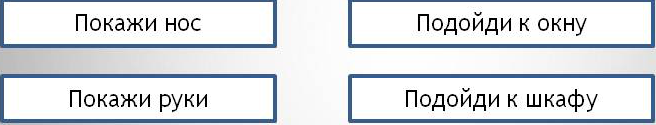 Покажи нос
Подойди к окну
Покажи руки
Подойди к шкафу